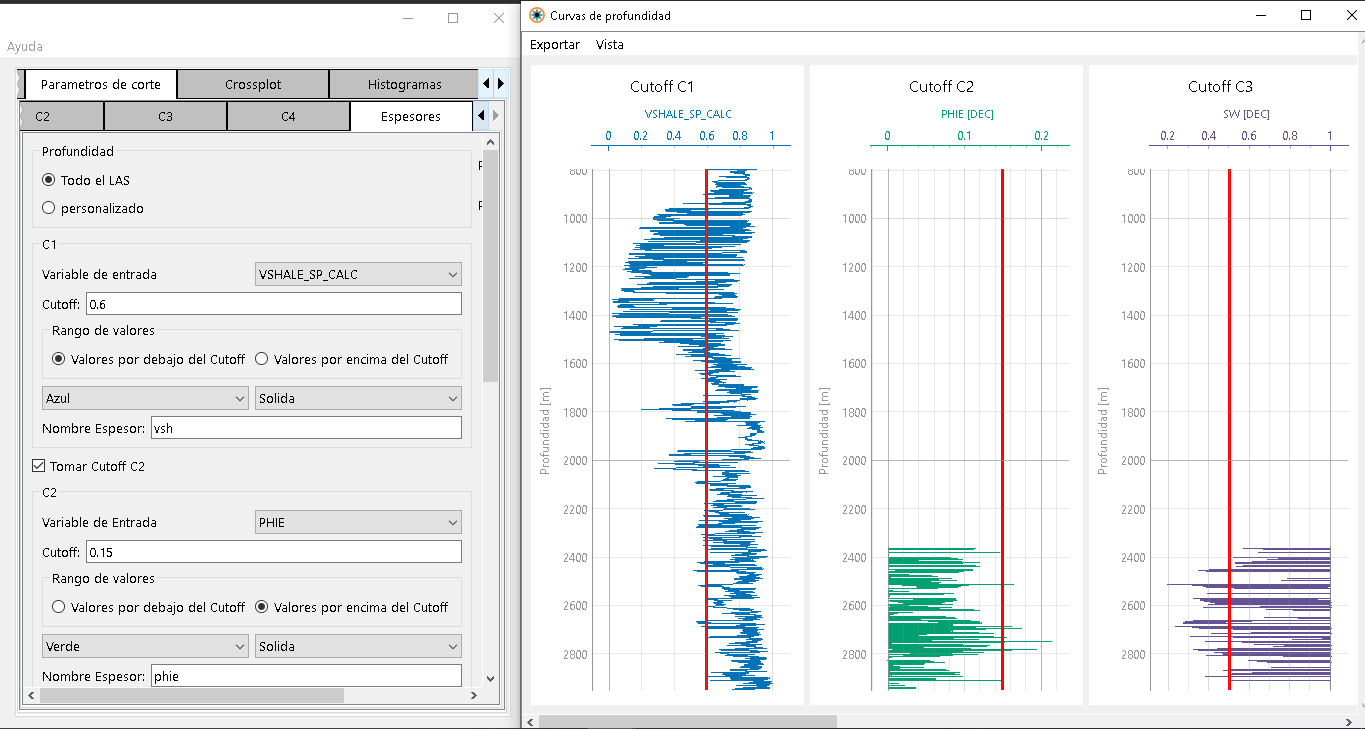 Ayuda
Parametros de corte Crossplot Histogramas
C2 C3 C4 Espesores
Profundidad
Todo el LAS
personalizado
C1
Variable de entrada VSHALE_SP_CALC
Cutoff: 0.6
Rango de valores
Valores por debajo del Cutoff Valores por encima del Cutoff
Azul Solida
Nombre Espesor: vsh
Tomar Cutoff C2
C2
Variable de Entrada PHIE
Cutoff: 0.15
Rango de valores
Valores por debajo del Cutoff Valores por encima del Cutoff
Verde Solida
Nombre Espesor: phie
Curvas de profundidad
Exportar Vista
Cutoff C1
VSHALE_SP_CALC
0 0.2 0.4 0.6 0.8 1
800
1000
1200
1400
1600
1800
2000
2200
2400
2600
2800
Profundidad [m]
Cutoff C2
PHIE [DEC]
0 0.1 0.2
800
1000
1200
1400
1600
1800
2000
2200
2400
2600
2800
Profundidad [m]
Cutoff C3
SW [DEC]
0.2 0.4 0.6 0.8 1
800
1000
1200
1400
1600
1800
2000
2200
2400
2600
2800
Profundidad [m]